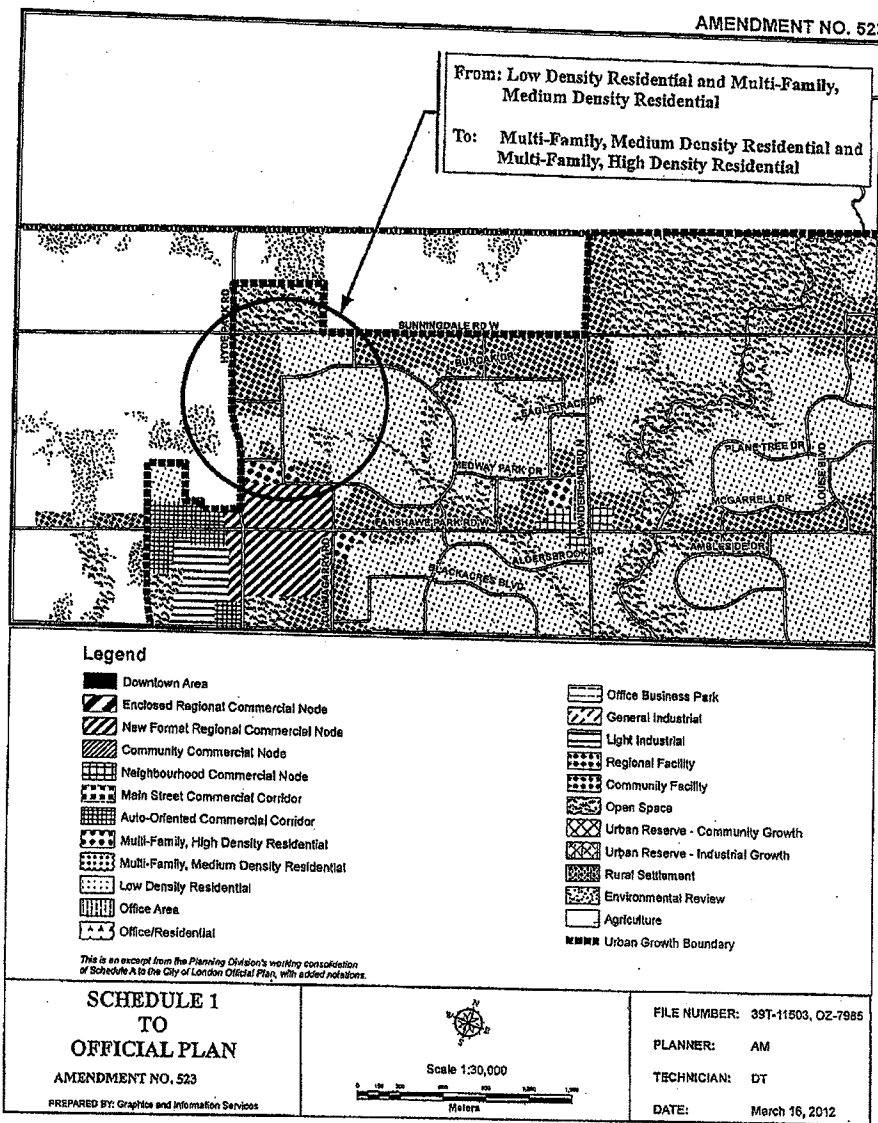 AMENDMENT NO. 523
From: Low Density Residential and Multi-Family,
Medium Density Residential
To: Multi-Family, Medium Density Residential and
Multi-Family, High Density Residential
HYDE PARK RD
SUNNINGDALE RD W
EAGLETRACE DR
MEDWAY PARK DR
WONDERLAND RD N
PLANE TREE DR
LOUISE BLVD
MCGARRELL DR
FANSHAWE PARK RD W
ALDERSBROOK RD
BLACKACRES BLVD
AMBLESIDE DR
Legend
Downtown Area
Enclosed Regional Commercial Node
New Format Regional Commercial Node
Community Commercial Node
Neighbourhood Commercial Node
Main Street Commercial Corridor
Auto-Oriented Commercial Corridor
Multi-Family, High Density Residential
Multi-Family, Medium Density Residential
Low Density Residential
Office Area
Office/Residential
Office Business Park
General Industrial
Light Industrial
Regional Facility
Community Facility
Open Space
Urban Reserve - Community Growth
Urban Reserve - Industrial Growth
Rural Settlement
Environmental Review
Agriculture
Urban Growth Boundary
This is an excerpt from the Planning Division's working consolidation
of Schedule A to the City of London Official Plan, with added notations.
SCHEDULE 1
TO
OFFICIAL PLAN
AMENDMENT NO. 523
PREPARED BY: Graphics and Information Services
N
W
E
S
Scale 1:30,000
Meters
FILE NUMBER: 39T-11503, OZ-7985
PLANNER: AM
TECHNICIAN: DT
DATE: March 16, 2012